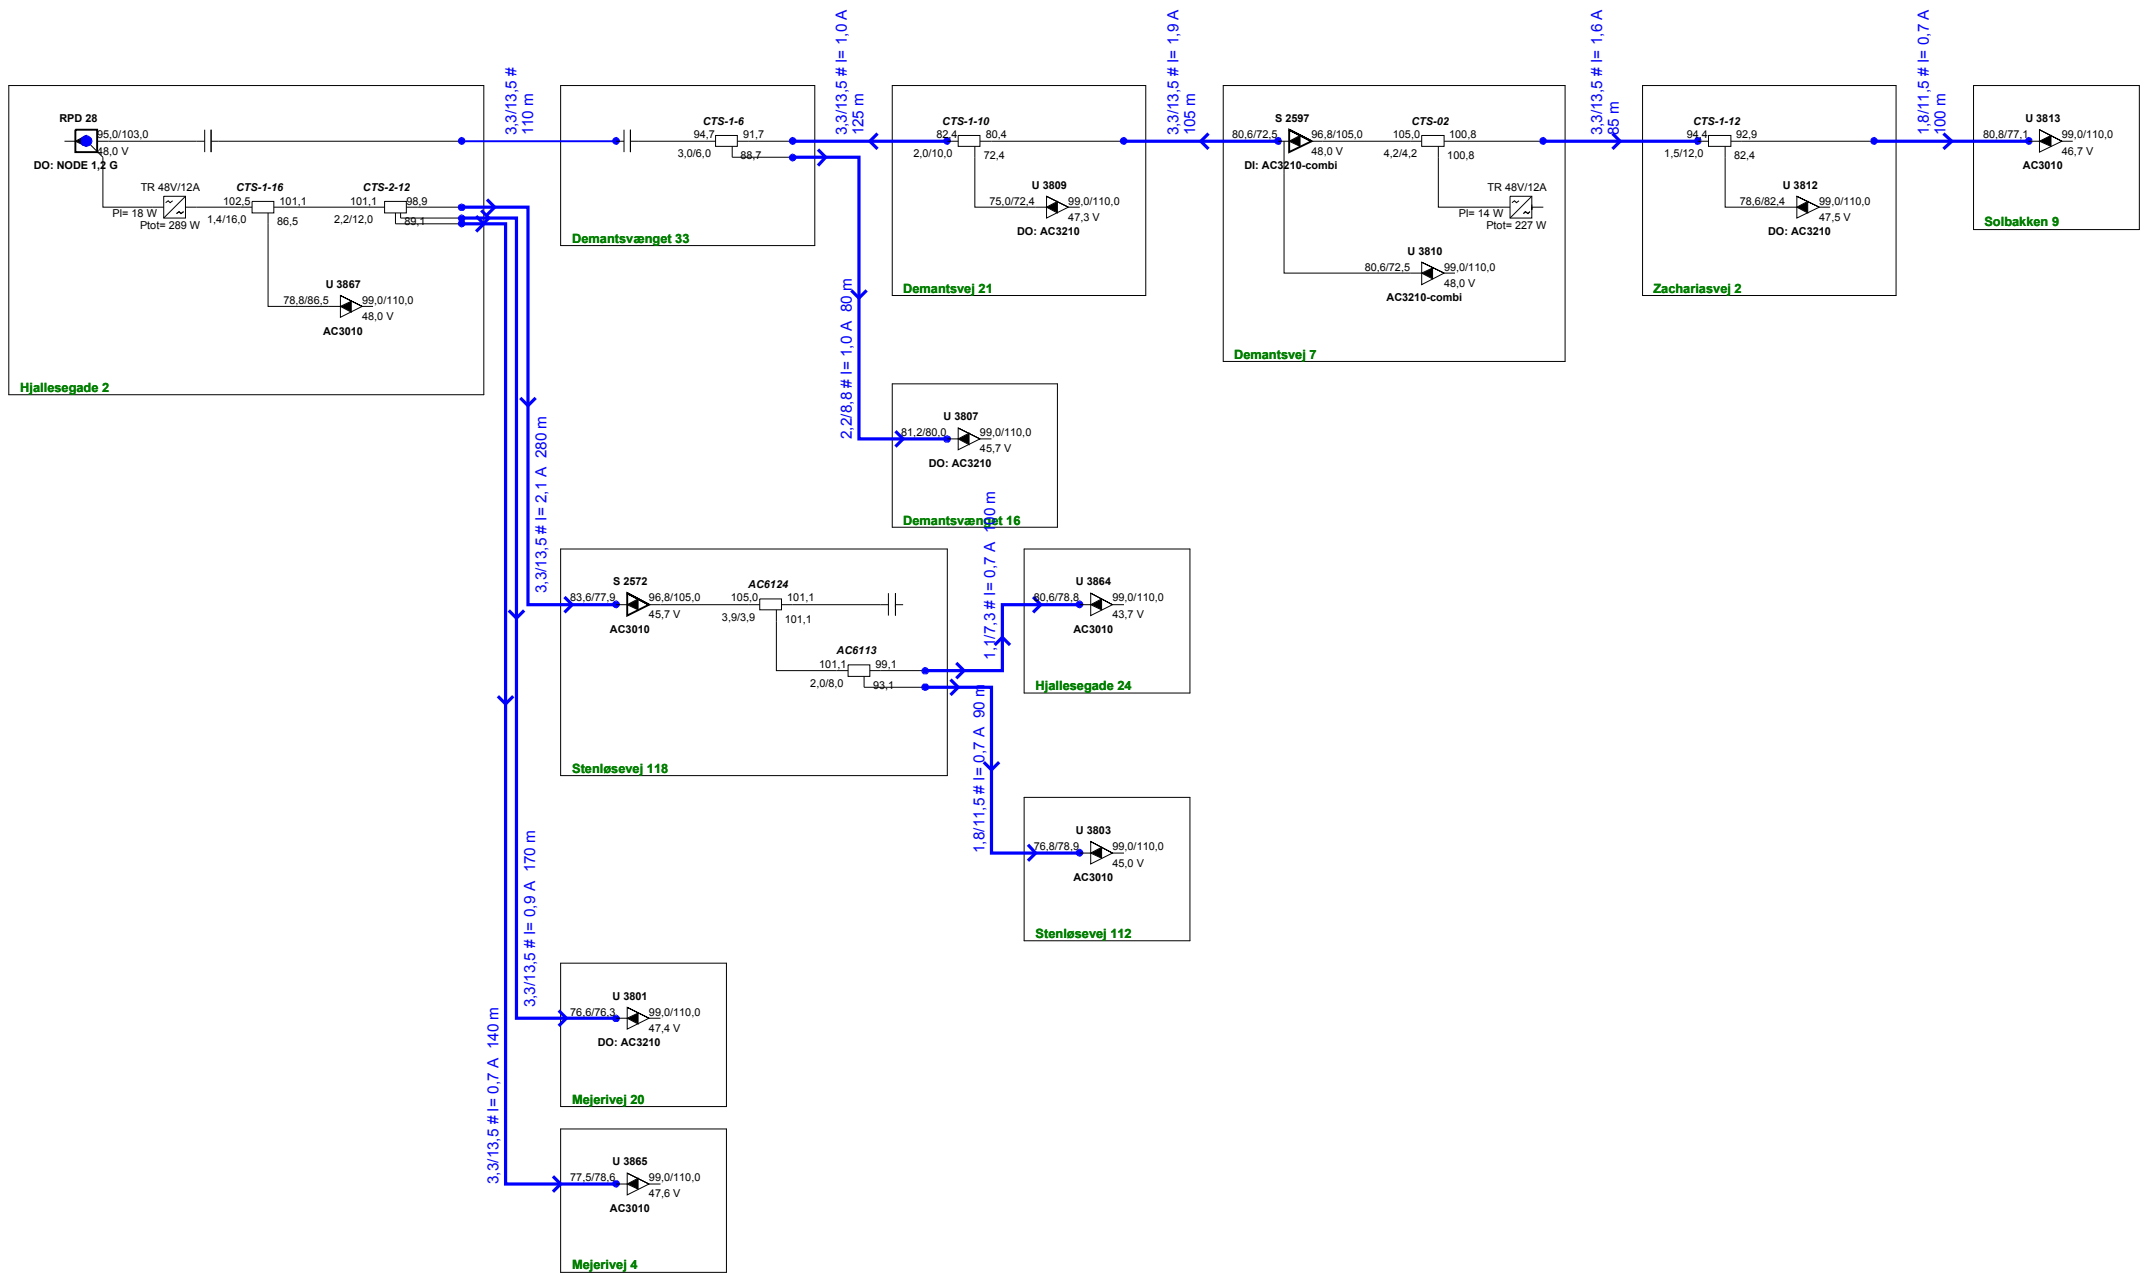 RPD 28
95,0/103,0
48,0 V
DO: NODE 1,2 G
TR 48V/12A
PI= 18 W
Ptot= 289 W
CTS-1-16
102,5
101,1
1,4/16,0
86,5
CTS-2-12
101,1
98,9
2,2/12,0
89,1
U 3867
78,8/86,5
99,0/110,0
48,0 V
AC3010
Hjallesegade 2
3,3/13,5 #
110 m
CTS-1-6
94,7
91,7
3,0/6,0
88,7
Demantsvænget 33
3,3/13,5 # I= 1,0 A
125 m
CTS-1-10
82,4
80,4
2,0/10,0
72,4
U 3809
75,0/72,4
99,0/110,0
47,3 V
DO: AC3210
Demantsvej 21
3,3/13,5 # I= 1,9 A
105 m
S 2597
80,6/72,5
96,8/105,0
48,0 V
DI: AC3210-combi
CTS-02
105,0
100,8
4,2/4,2
100,8
TR 48V/12A
PI= 14 W
Ptot= 227 W
U 3810
80,6/72,5
99,0/110,0
48,0 V
AC3210-combi
Demantsvej 7
3,3/13,5 # I= 1,6 A
85 m
CTS-1-12
94,4
92,9
1,5/12,0
82,4
U 3812
78,6/82,4
99,0/110,0
47,5 V
DO: AC3210
Zachariasvej 2
1,8/11,5 # I= 0,7 A
100 m
U 3813
80,8/77,1
99,0/110,0
46,7 V
AC3010
Solbakken 9
2,2/8,8 # I= 1,0 A 80 m
U 3807
81,2/80,0
99,0/110,0
45,7 V
DO: AC3210
Demantsvænget 16
3,3/13,5 # I= 2,1 A 280 m
S 2572
83,6/77,9
96,8/105,0
45,7 V
AC3010
AC6124
105,0
101,1
3,9/3,9
101,1
AC6113
101,1
99,1
2,0/8,0
93,1
Stenløsevej 118
1,1/7,3 # I= 0,7 A 190 m
U 3864
80,6/78,8
99,0/110,0
43,7 V
AC3010
Hjallesegade 24
1,8/11,5 # I= 0,7 A 90 m
U 3803
76,8/78,9
99,0/110,0
45,0 V
AC3010
Stenløsevej 112
3,3/13,5 # I= 0,9 A 170 m
U 3801
76,6/76,3
99,0/110,0
47,4 V
DO: AC3210
Mejerivej 20
3,3/13,5 # I= 0,7 A 140 m
U 3865
77,5/78,6
99,0/110,0
47,6 V
AC3010
Mejerivej 4